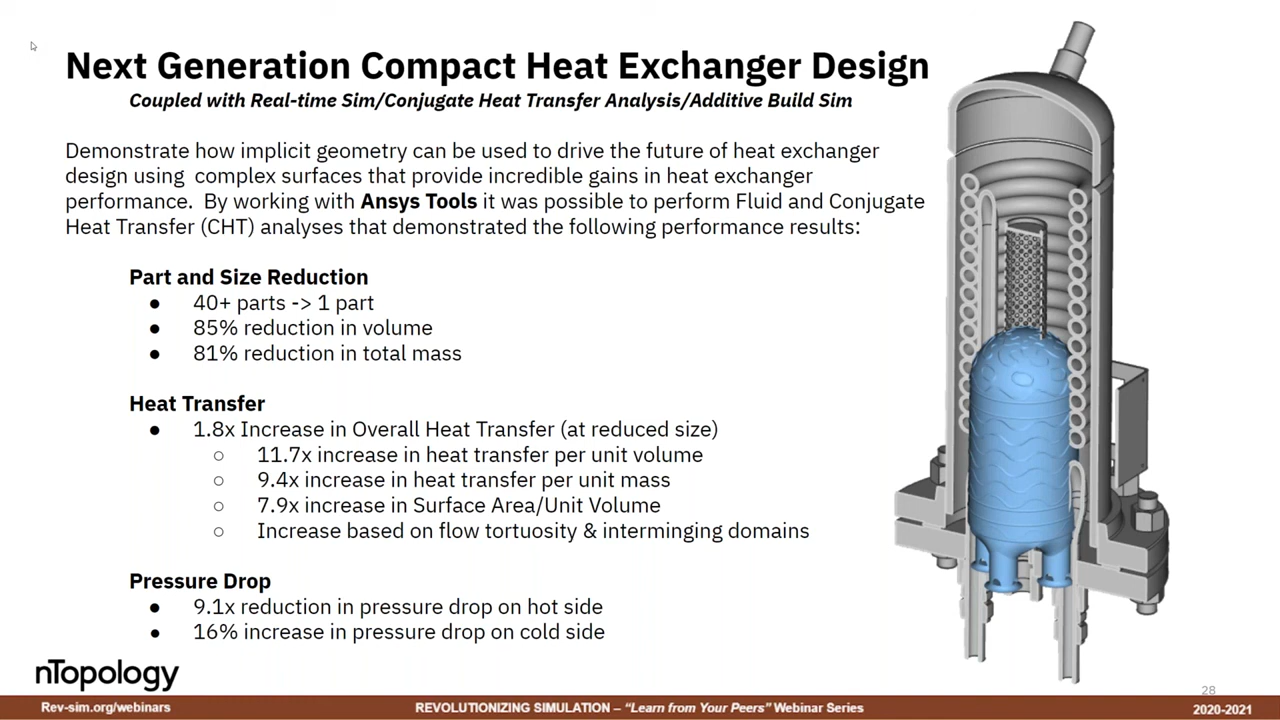 Next Generation Compact Heat Exchanger Design
Coupled with Real-time Sim/Conjugate Heat Transfer Analysis/Additive Build Sim
Demonstrate how implicit geometry can be used to drive the future of heat exchanger
design using  complex surfaces that provide incredible gains in heat exchanger
performance.  By working with Ansys Tools it was possible to perform Fluid and Conjugate
Heat Transfer (CHT) analyses that demonstrated the following performance results:
Part and Size Reduction
● 40+ parts -> 1 part
● 85% reduction in volume
● 81% reduction in total mass
Heat Transfer
● 1.8x Increase in Overall Heat Transfer (at reduced size)
○ 11.7x increase in heat transfer per unit volume
○ 9.4x increase in heat transfer per unit mass
○ 7.9x increase in Surface Area/Unit Volume
○ Increase based on flow tortuosity & interminging domains
Pressure Drop
● 9.1x reduction in pressure drop on hot side
● 16% increase in pressure drop on cold side
nTopology
28
Rev-sim.org/webinars
REVOLUTIONIZING SIMULATION – “Learn from Your Peers” Webinar Series
2020-2021